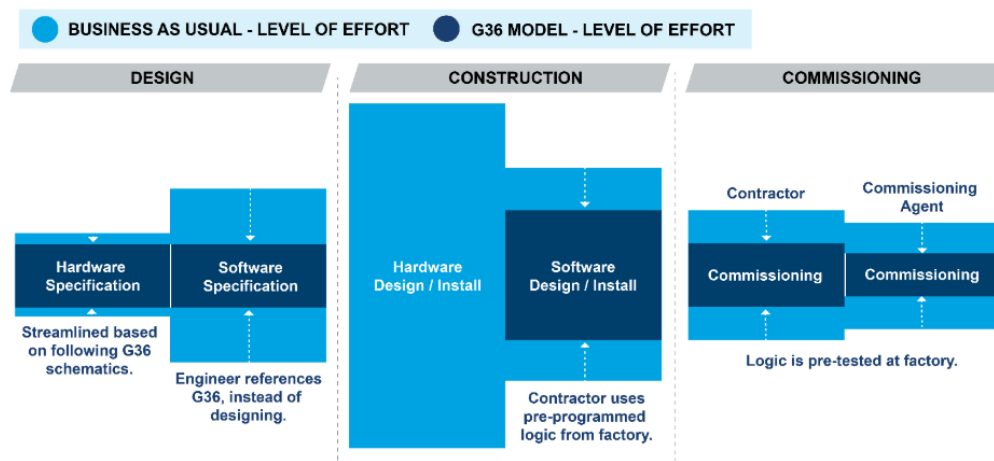 BUSINESS AS USUAL - LEVEL OF EFFORT
G36 MODEL - LEVEL OF EFFORT
DESIGN
CONSTRUCTION
COMMISSIONING
Hardware
Specification
Software
Specification
Streamlined based
on following G36
schematics.
Engineer references
G36, instead of
designing.
Hardware
Design / Install
Software
Design / Install
Contractor uses
pre-programmed
logic from factory.
Contractor
Commissioning
Agent
Commissioning
Commissioning
Logic is pre-tested at factory.